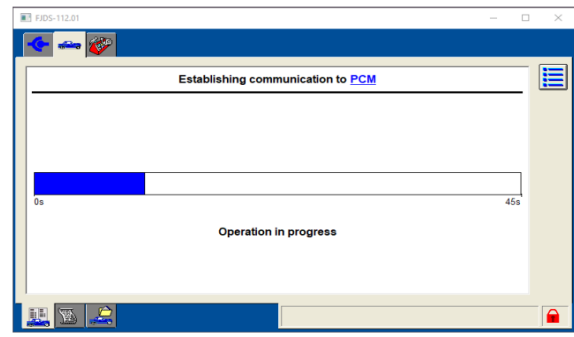 FJDS-112.01
Establishing communication to PCM
0s
45s
Operation in progress